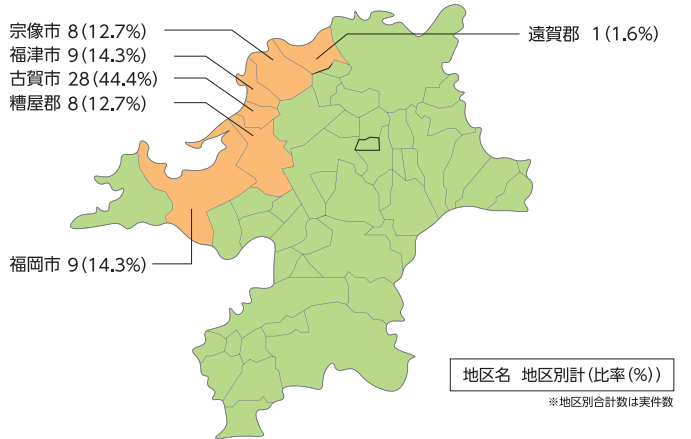 宗像市 8(12.7%)
福津市 9(14.3%)
古賀市 28(44.4%)
糟屋郡 8(12.7%)
遠賀郡 1(1.6%)
福岡市 9(14.3%)
地区名 地区別計(比率(%))
※地区別合計数は実件数